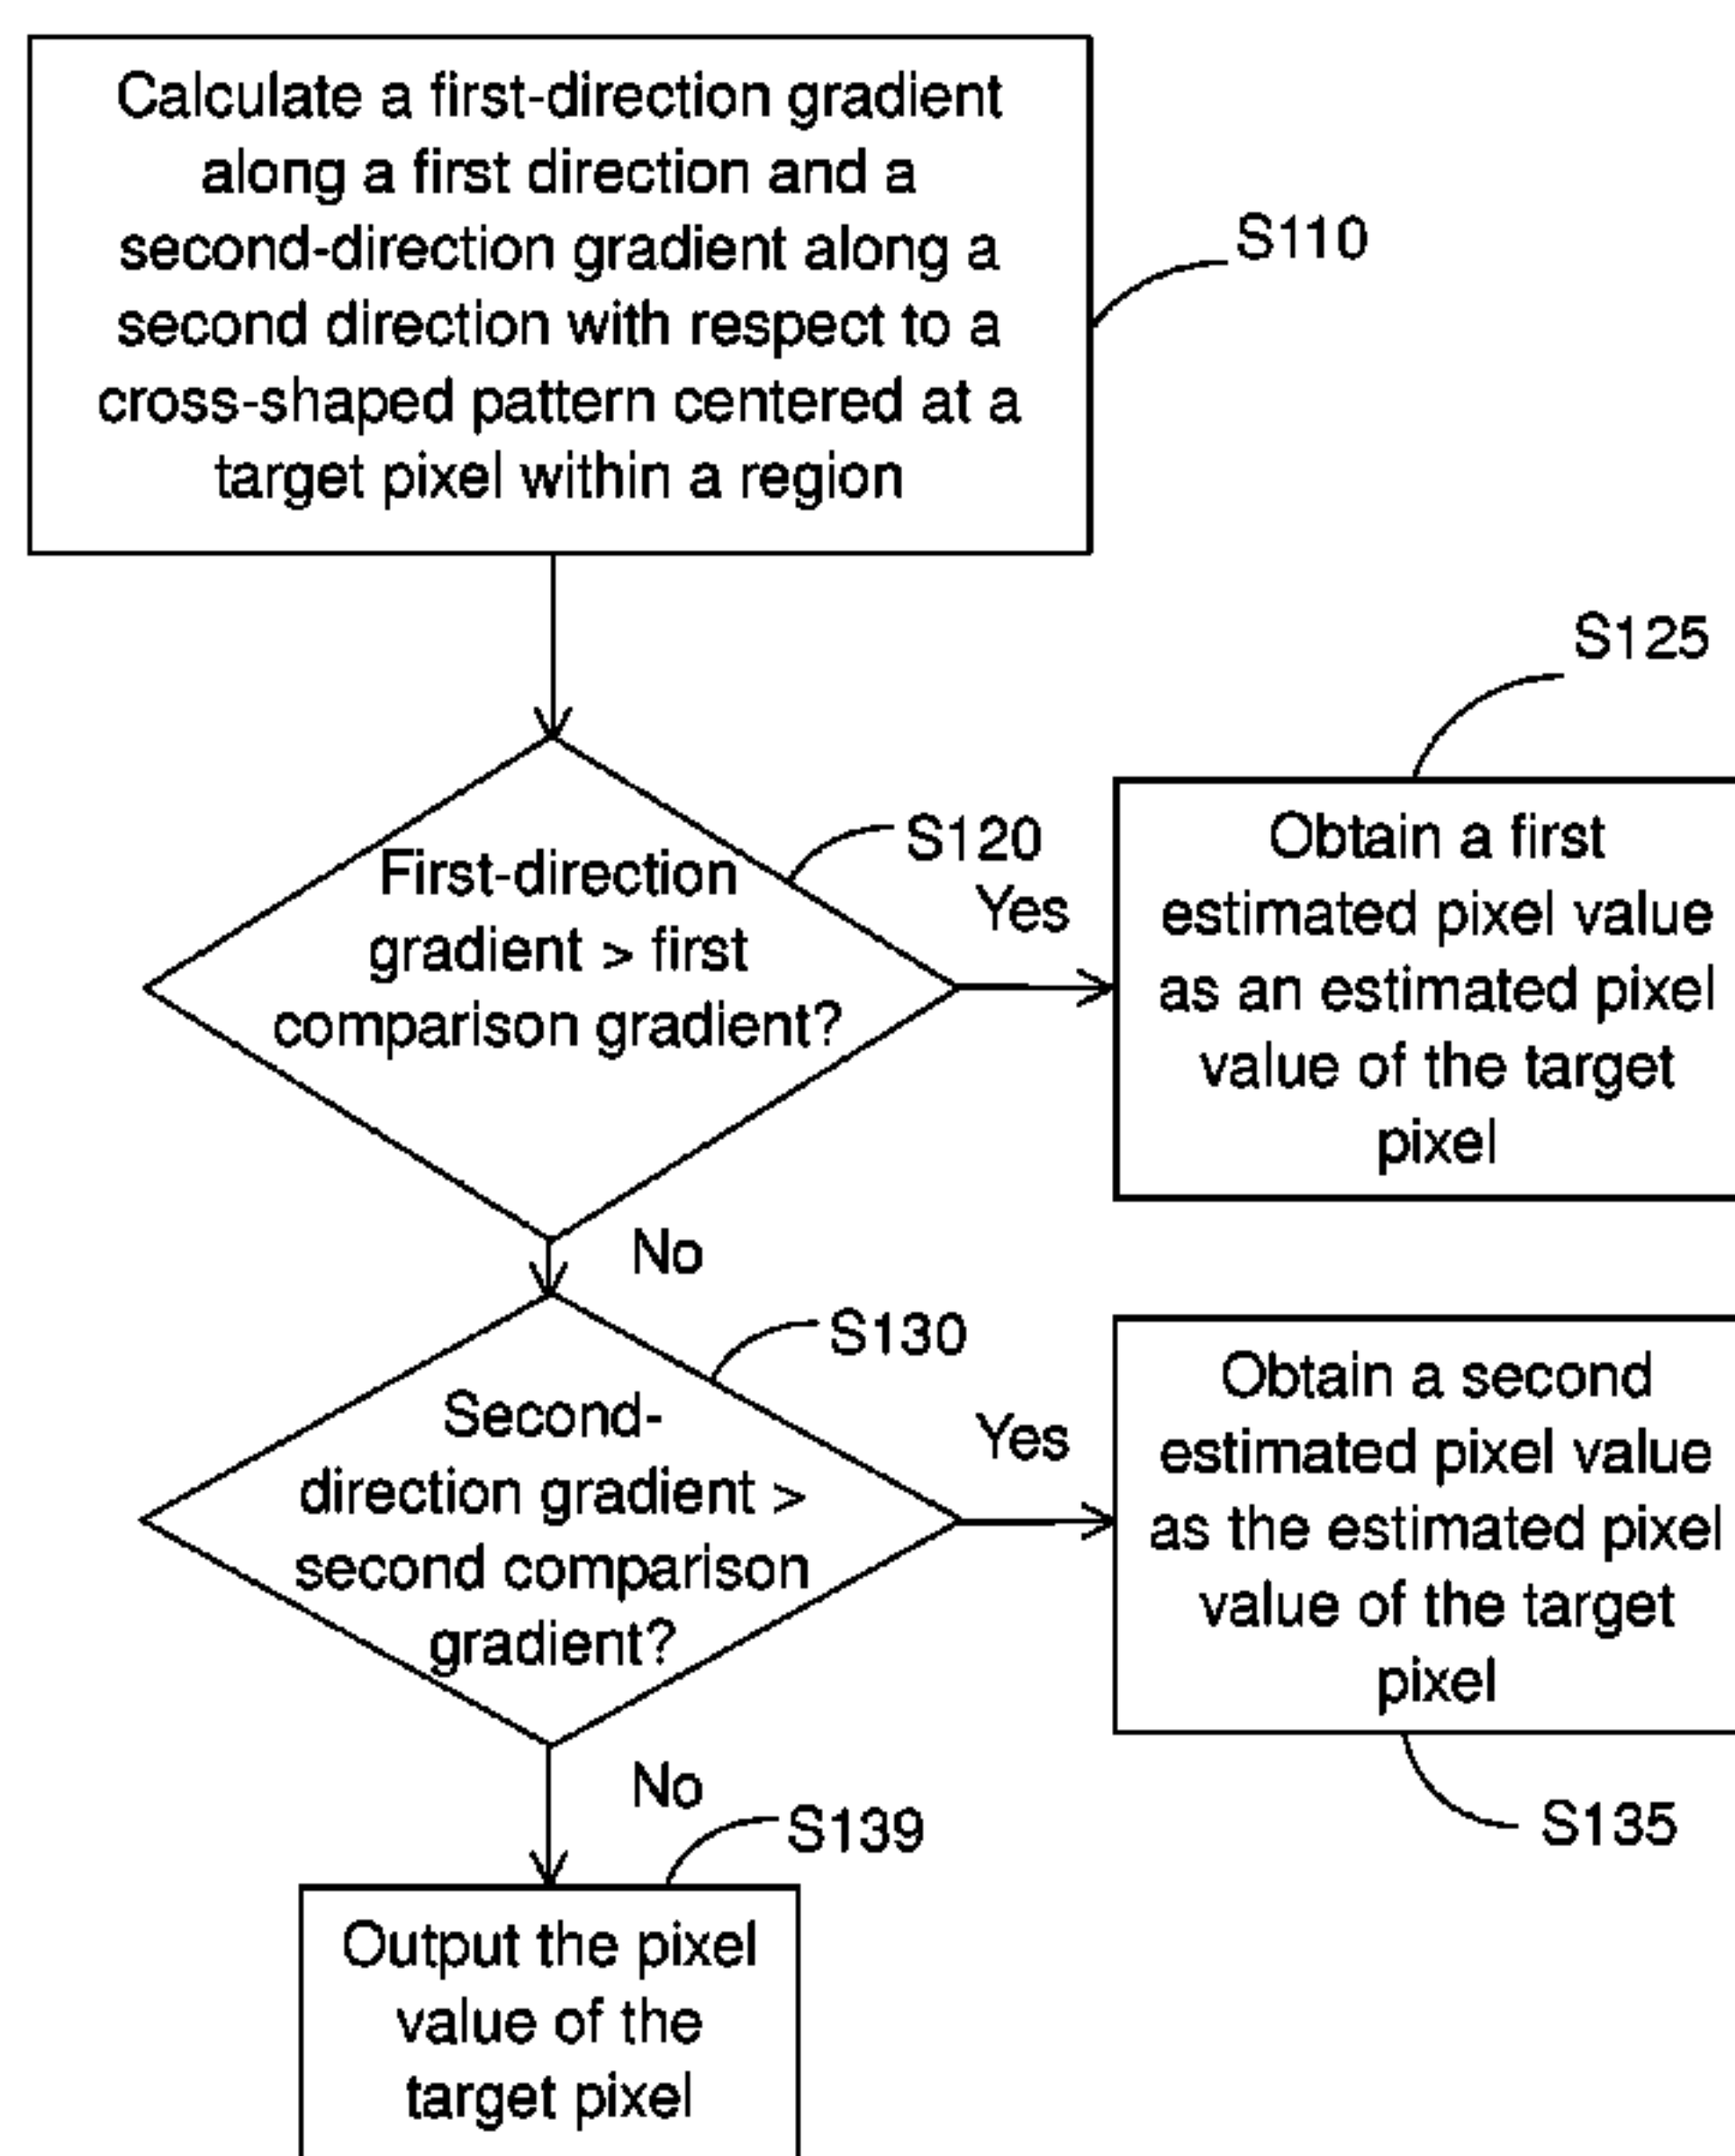 Calculate a first-direction gradient
along a first direction and a
second-direction gradient along a
second direction with respect to a
cross-shaped pattern centered at a
target pixel within a region
S110
S125
First-direction
gradient > first
comparison gradient?
S120
Yes
Obtain a first
estimated pixel value
as an estimated pixel
value of the target
pixel
No
S130
Second-
direction gradient >
second comparison
gradient?
Yes
Obtain a second
estimated pixel value
as the estimated pixel
value of the target
pixel
No
S139
S135
Output the pixel
value of the
target pixel